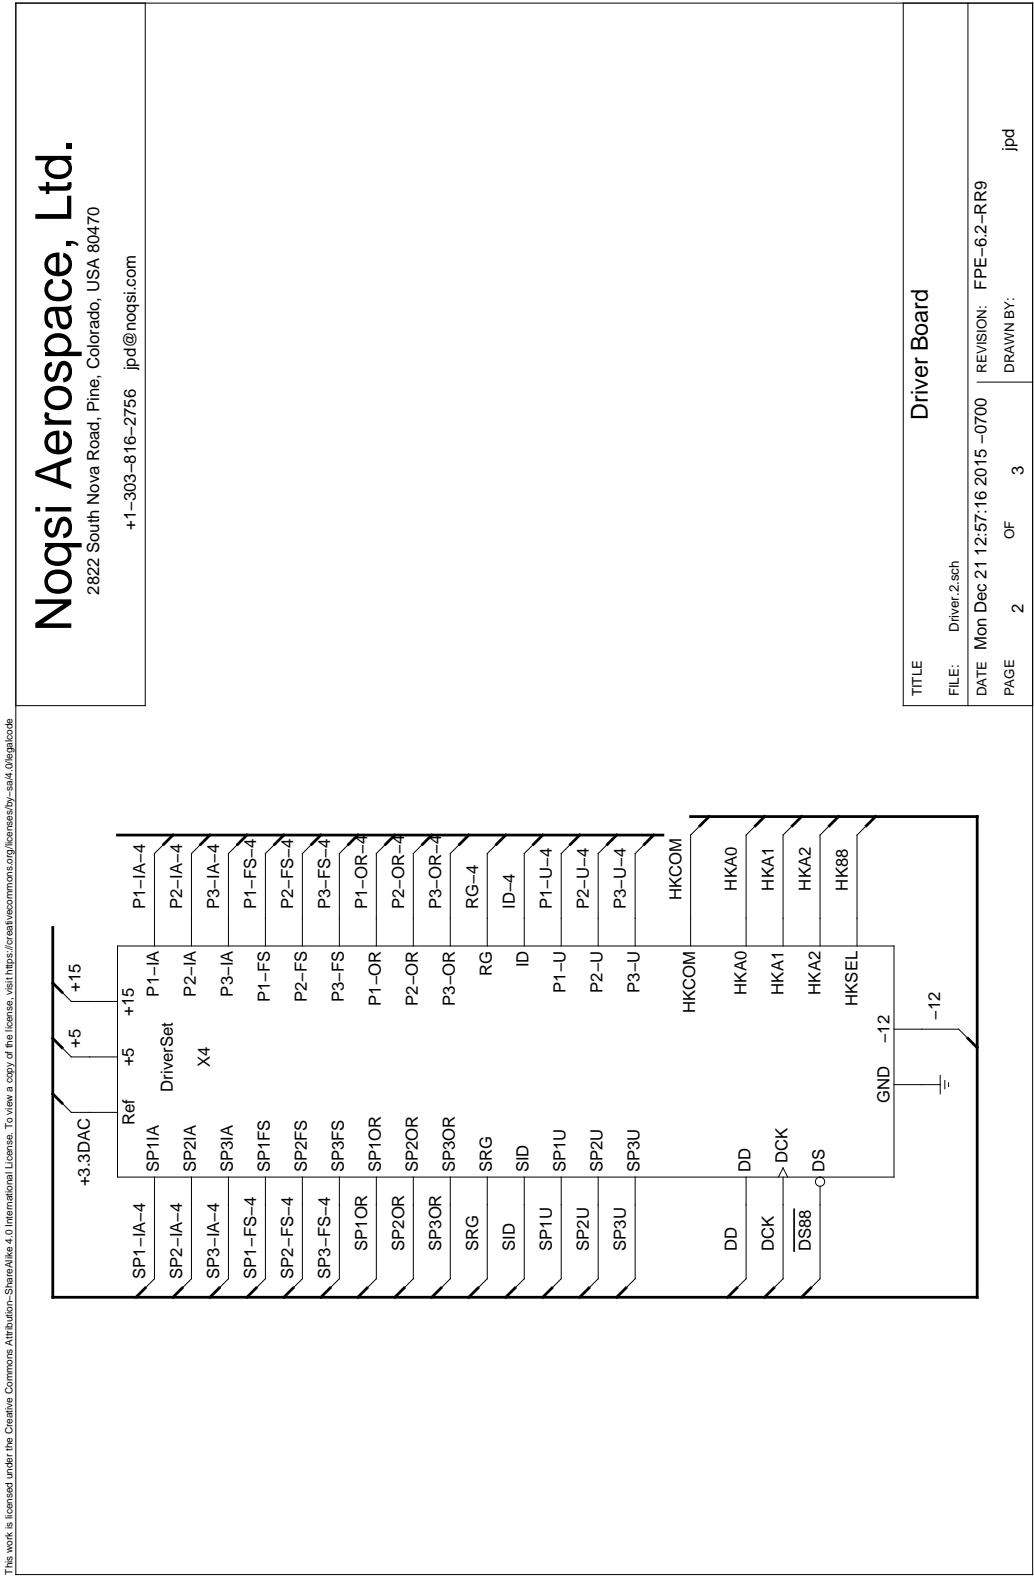 This work is licensed under the Creative Commons Attribution–ShareAlike 4.0 International License. To view a copy of the license, visit https://creativecommons.org/licenses/by–sa/4.0/legalcode
Noqsi Aerospace, Ltd.
2822 South Nova Road, Pine, Colorado, USA 80470
+1–303–816–2756 jpd@noqsi.com
+3.3DAC
+5
+15
Ref
+5
+15
DriverSet
X4
SP1–IA–4 SP1IA
SP2–IA–4 SP2IA
SP3–IA–4 SP3IA
SP1–FS–4 SP1FS
SP2–FS–4 SP2FS
SP3–FS–4 SP3FS
SP1OR SP1OR
SP2OR SP2OR
SP3OR SP3OR
SRG SRG
SID SID
SP1U SP1U
SP2U SP2U
SP3U SP3U
DD DD
DCK DCK
DS88 DS
P1–IA P1–IA–4
P2–IA P2–IA–4
P3–IA P3–IA–4
P1–FS P1–FS–4
P2–FS P2–FS–4
P3–FS P3–FS–4
P1–OR P1–OR–4
P2–OR P2–OR–4
P3–OR P3–OR–4
RG RG–4
ID ID–4
P1–U P1–U–4
P2–U P2–U–4
P3–U P3–U–4
HKCOM HKCOM
HKA0 HKA0
HKA1 HKA1
HKA2 HKA2
HKSEL HK88
GND
–12
–12
TITLE
Driver Board
FILE: Driver.2.sch
DATE Mon Dec 21 12:57:16 2015 –0700
REVISION: FPE–6.2–RR9
PAGE 2 OF 3
DRAWN BY: jpd